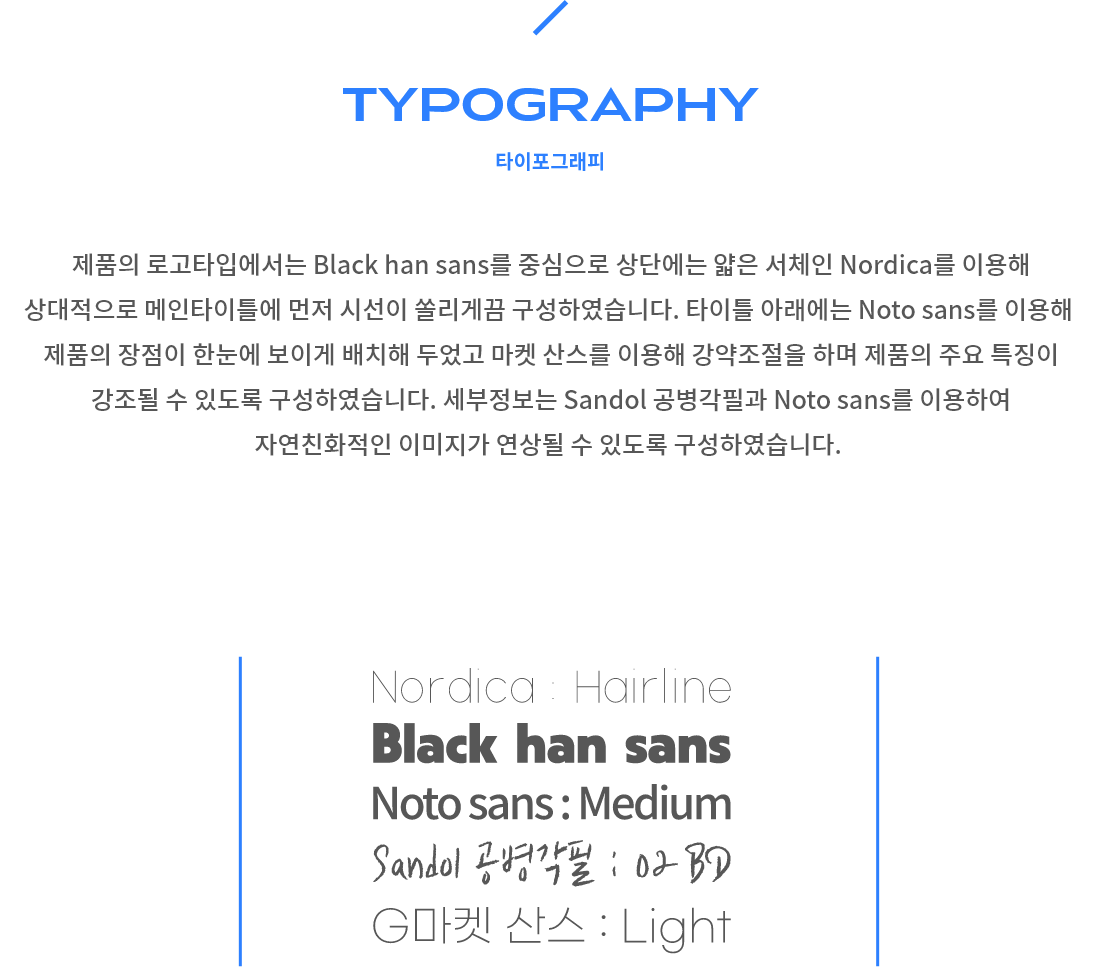 TYPOGRAPHY
타이포그래피
제품의 로고타입에서는 Black han sans를 중심으로 상단에는 얇은 서체인 Nordica를 이용해
상대적으로 메인타이틀에 먼저 시선이 쏠리게끔 구성하였습니다. 타이틀 아래에는 Noto sans를 이용해
제품의 장점이 한눈에 보이게 배치해 두었고 마켓 산스를 이용해 강약조절을 하며 제품의 주요 특징이
강조될 수 있도록 구성하였습니다. 세부정보는 Sandol 공병각필과 Noto sans를 이용하여
자연친화적인 이미지가 연상될 수 있도록 구성하였습니다.
Nordica : Hairline
Black han sans
Noto sans : Medium
Sandol 공병각필 : 02 BD
G마켓 산스 : Light